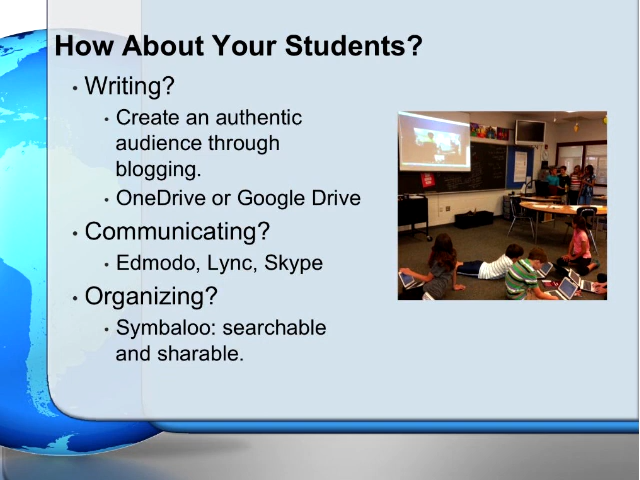 How About Your Students?
• Writing?
• Create an authentic
audience through
blogging.
• OneDrive or Google Drive
• Communicating?
• Edmodo, Lync, Skype
• Organizing?
• Symbaloo: searchable
and sharable.